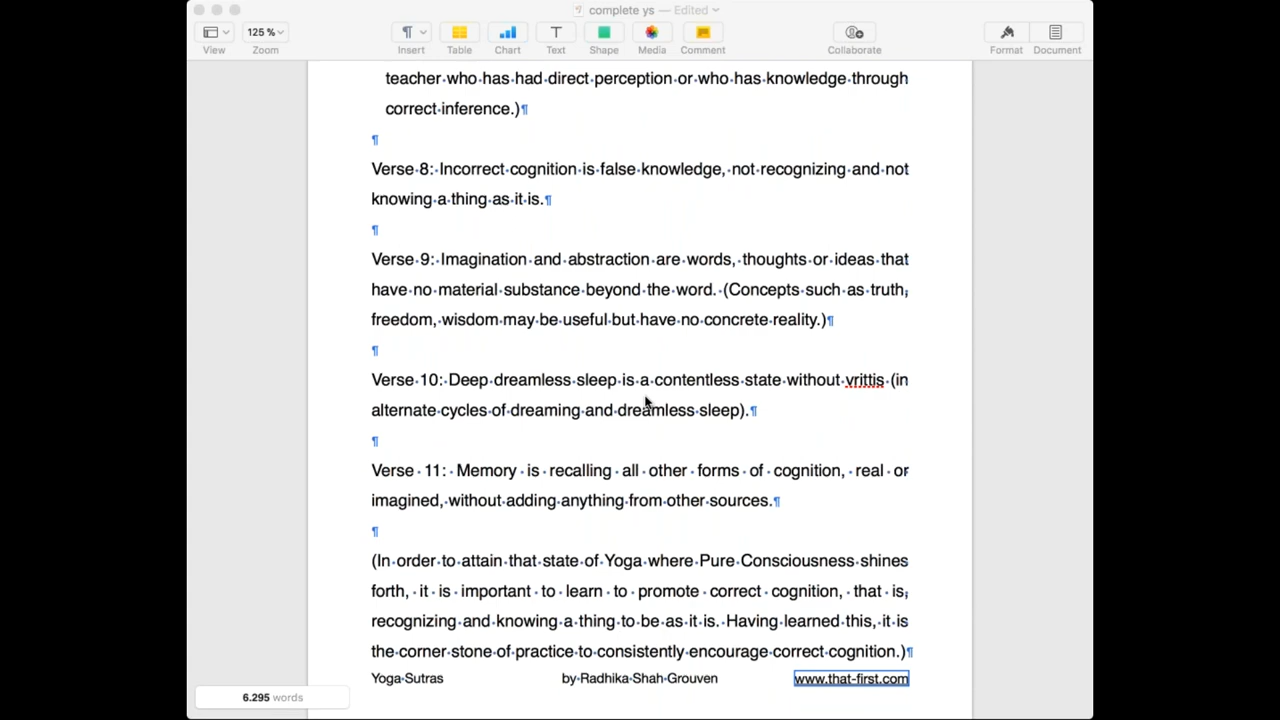 complete ys — Edited
125 %
View
Zoom
Insert
Table
Chart
Text
Shape
Media
Comment
Collaborate
Format
Document
teacher who has had direct perception or who has knowledge through
correct inference.)¶
¶
Verse 8: Incorrect cognition is false knowledge, not recognizing and not
knowing a thing as it is.¶
¶
Verse 9: Imagination and abstraction are words, thoughts or ideas that
have no material substance beyond the word. (Concepts such as truth,
freedom, wisdom may be useful but have no concrete reality.)¶
¶
Verse 10: Deep dreamless sleep is a contentless state without vrittis (in
alternate cycles of dreaming and dreamless sleep).¶
¶
Verse 11: Memory is recalling all other forms of cognition, real or
imagined, without adding anything from other sources.¶
¶
(In order to attain that state of Yoga where Pure Consciousness shines
forth, it is important to learn to promote correct cognition, that is,
recognizing and knowing a thing to be as it is. Having learned this, it is
the corner stone of practice to consistently encourage correct cognition.)¶
Yoga Sutras by Radhika Shah Grouven www.that-first.com
6.295 words